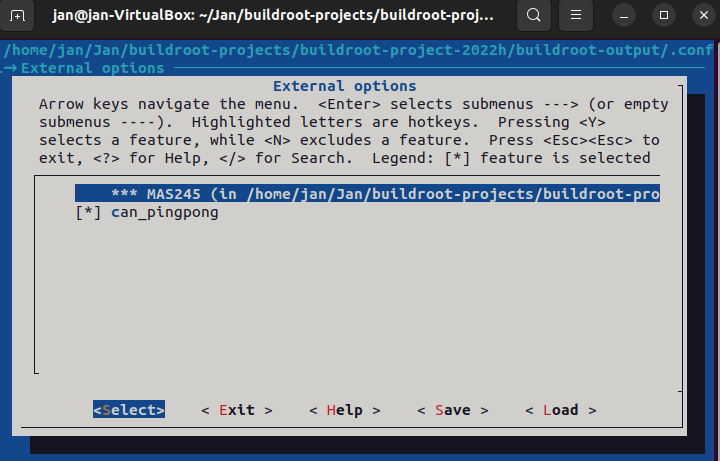 jan@jan-VirtualBox: ~/Jan/buildroot-projects/buildroot-proj...
/home/jan/Jan/buildroot-projects/buildroot-project-2022h/buildroot-output/.conf
→ External options
External options
Arrow keys navigate the menu. <Enter> selects submenus ---> (or empty
submenus ----). Highlighted letters are hotkeys. Pressing <Y>
selects a feature, while <N> excludes a feature. Press <Esc><Esc> to
exit, <?> for Help, </> for Search. Legend: [*] feature is selected
*** MAS245 (in /home/jan/Jan/buildroot-projects/buildroot-pro
[*] can_pingpong
<Select> < Exit > < Help > < Save > < Load >